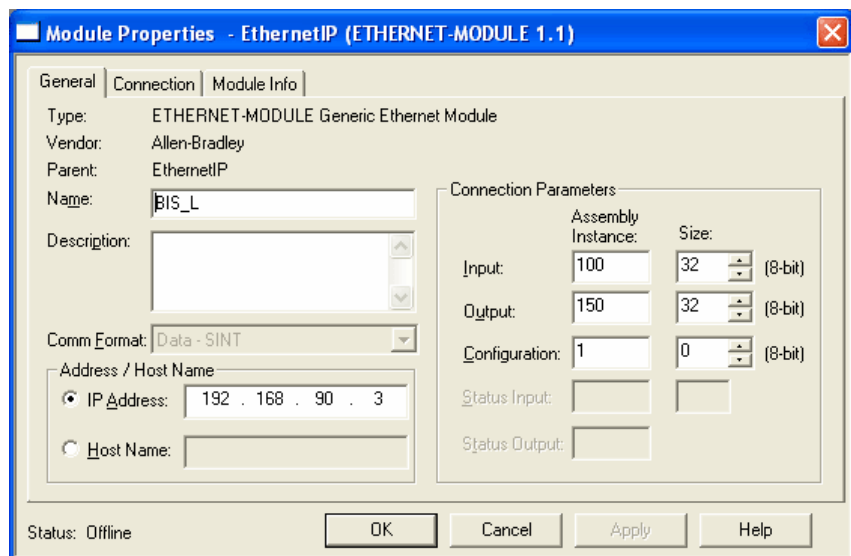 Module Properties - EthernetIP (ETHERNET-MODULE 1.1)
General Connection Module Info
Type: ETHERNET-MODULE Generic Ethernet Module
Vendor: Allen-Bradley
Parent: EthernetIP
Name: BIS_L
Description:
Comm Format: Data - SINT
Address / Host Name
IP Address: 192 . 168 . 90 . 3
Host Name:
Connection Parameters
Assembly
Instance: Size:
Input: 100 32 (8-bit)
Output: 150 32 (8-bit)
Configuration: 1 0 (8-bit)
Status Input:
Status Output:
Status: Offline OK Cancel Apply Help